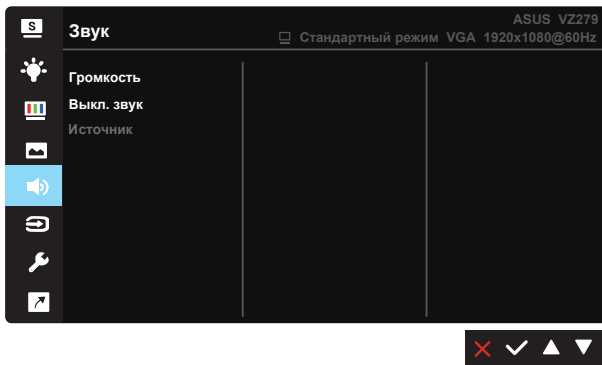 S
Звук
ASUS VZ279
Стандартный режим VGA 1920x1080@60Hz
Громкость
Выкл. звук
Источник